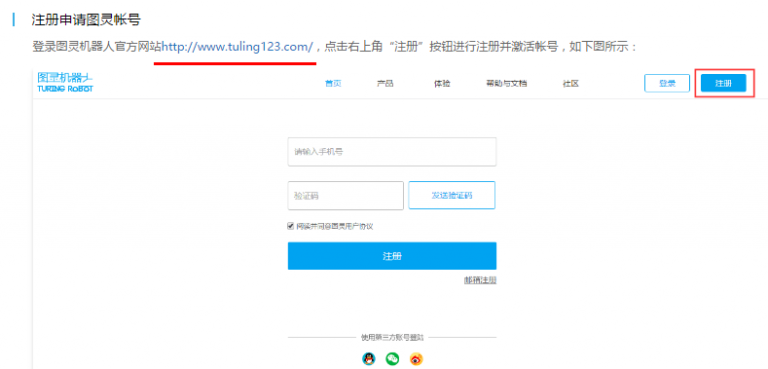 注册申请图灵帐号
登录图灵机器人官方网站http://www.tuling123.com/，点击右上角“注册”按钮进行注册并激活帐号，如下图所示：
图灵机器人
TURING ROBOT
首页 产品 体验 帮助与文档 社区 登录 注册
请输入手机号
验证码 发送验证码
阅读并同意图灵用户协议
注册
邮箱注册
使用第三方账号登陆